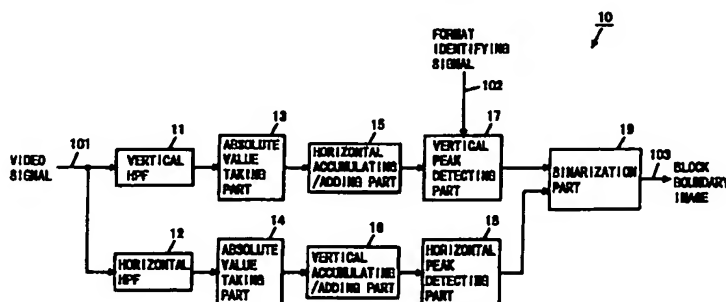 10
FORMAT
IDENTIFYING
SIGNAL
102
11
13
15
17
19
101
103
VIDEO
SIGNAL
VERTICAL
HPF
ABSOLUTE
VALUE
TAKING
PART
HORIZONTAL
ACCUMULATING
/ADDING PART
VERTICAL
PEAK
DETECTING
PART
BINARIZATION
PART
BLOCK
BOUNDARY
IMAGE
12
14
16
18
HORIZONTAL
HPF
ABSOLUTE
VALUE
TAKING
PART
VERTICAL
ACCUMULATING
/ADDING PART
HORIZONTAL
PEAK
DETECTING
PART